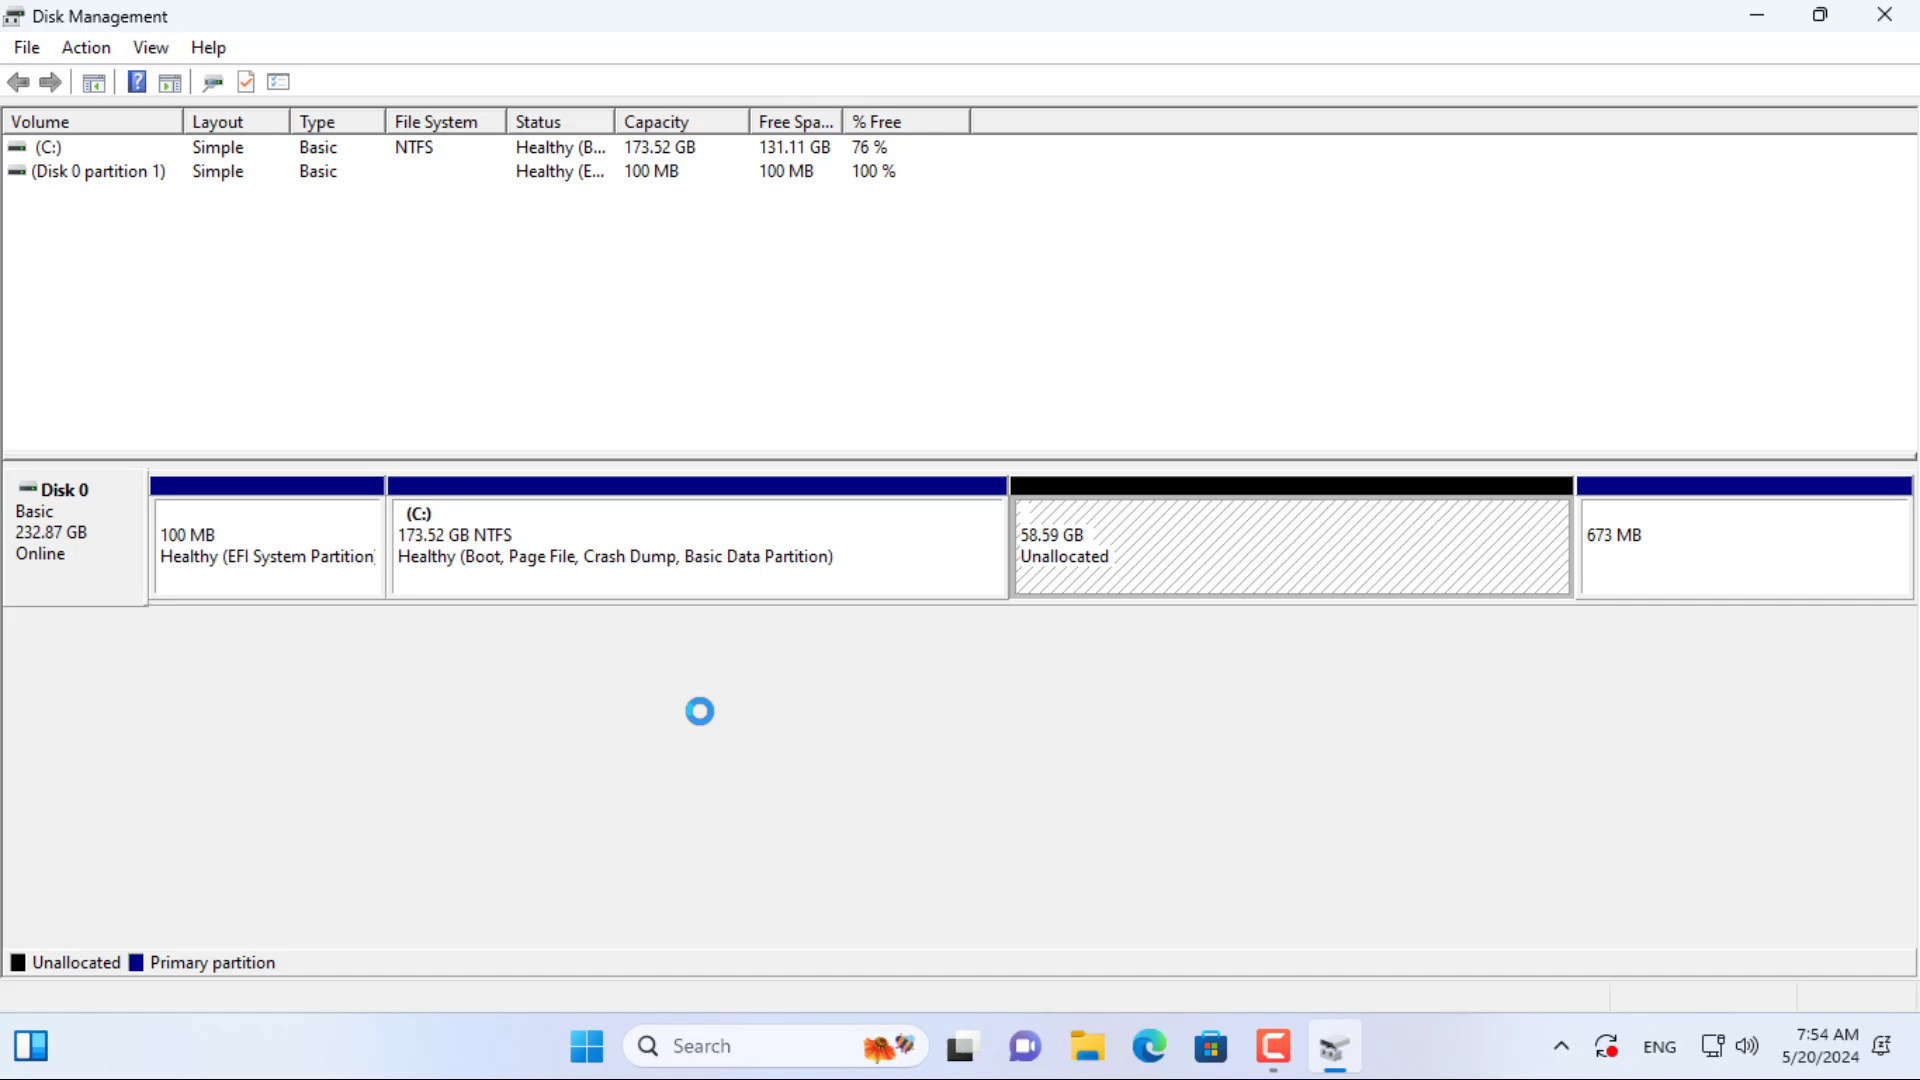 Disk Management
File Action View Help
Volume Layout Type File System Status Capacity Free Spa... % Free
(C:) Simple Basic NTFS Healthy (B... 173.52 GB 131.11 GB 76 %
(Disk 0 partition 1) Simple Basic Healthy (E... 100 MB 100 MB 100 %
Disk 0
Basic
232.87 GB
Online
100 MB
Healthy (EFI System Partition)
(C:)
173.52 GB NTFS
Healthy (Boot, Page File, Crash Dump, Basic Data Partition)
58.59 GB
Unallocated
673 MB
Unallocated Primary partition
Search
ENG
7:54 AM
5/20/2024